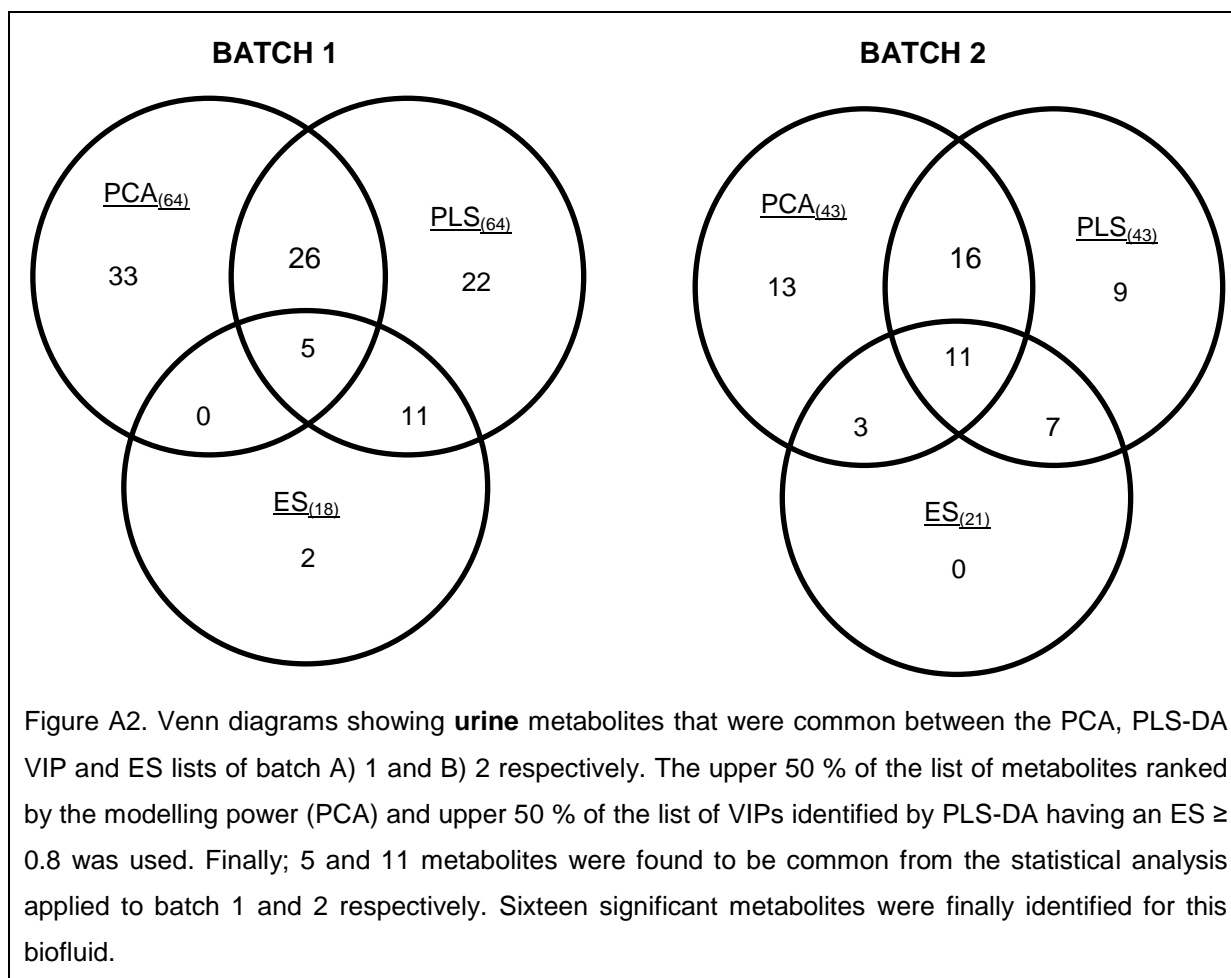 BATCH 1
PCA(64)
PLS(64)
33
26
22
5
0
11
ES(18)
2
BATCH 2
PCA(43)
PLS(43)
13
16
9
11
3
7
ES(21)
0
Figure A2. Venn diagrams showing urine metabolites that were common between the PCA, PLS-DA
VIP and ES lists of batch A) 1 and B) 2 respectively. The upper 50 % of the list of metabolites ranked
by the modelling power (PCA) and upper 50 % of the list of VIPs identified by PLS-DA having an ES ≥
0.8 was used. Finally; 5 and 11 metabolites were found to be common from the statistical analysis
applied to batch 1 and 2 respectively. Sixteen significant metabolites were finally identified for this
biofluid.